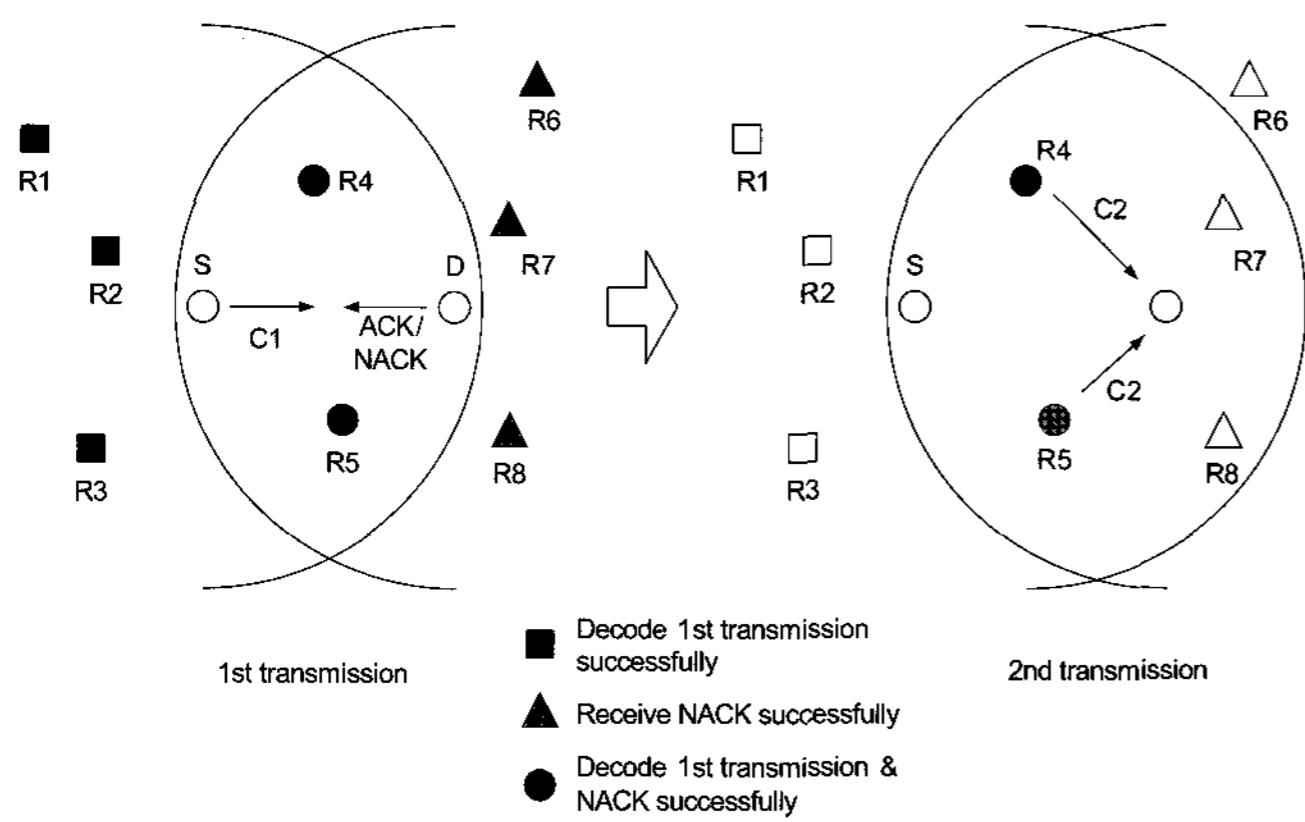 R6
R1
R4
R7
R2
S
D
C1
ACK/
NACK
R5
R3
R8
1st transmission
R6
R1
R4
C2
R7
R2
S
C2
R5
R3
R8
2nd transmission
Decode 1st transmission
successfully
Receive NACK successfully
Decode 1st transmission &
NACK successfully